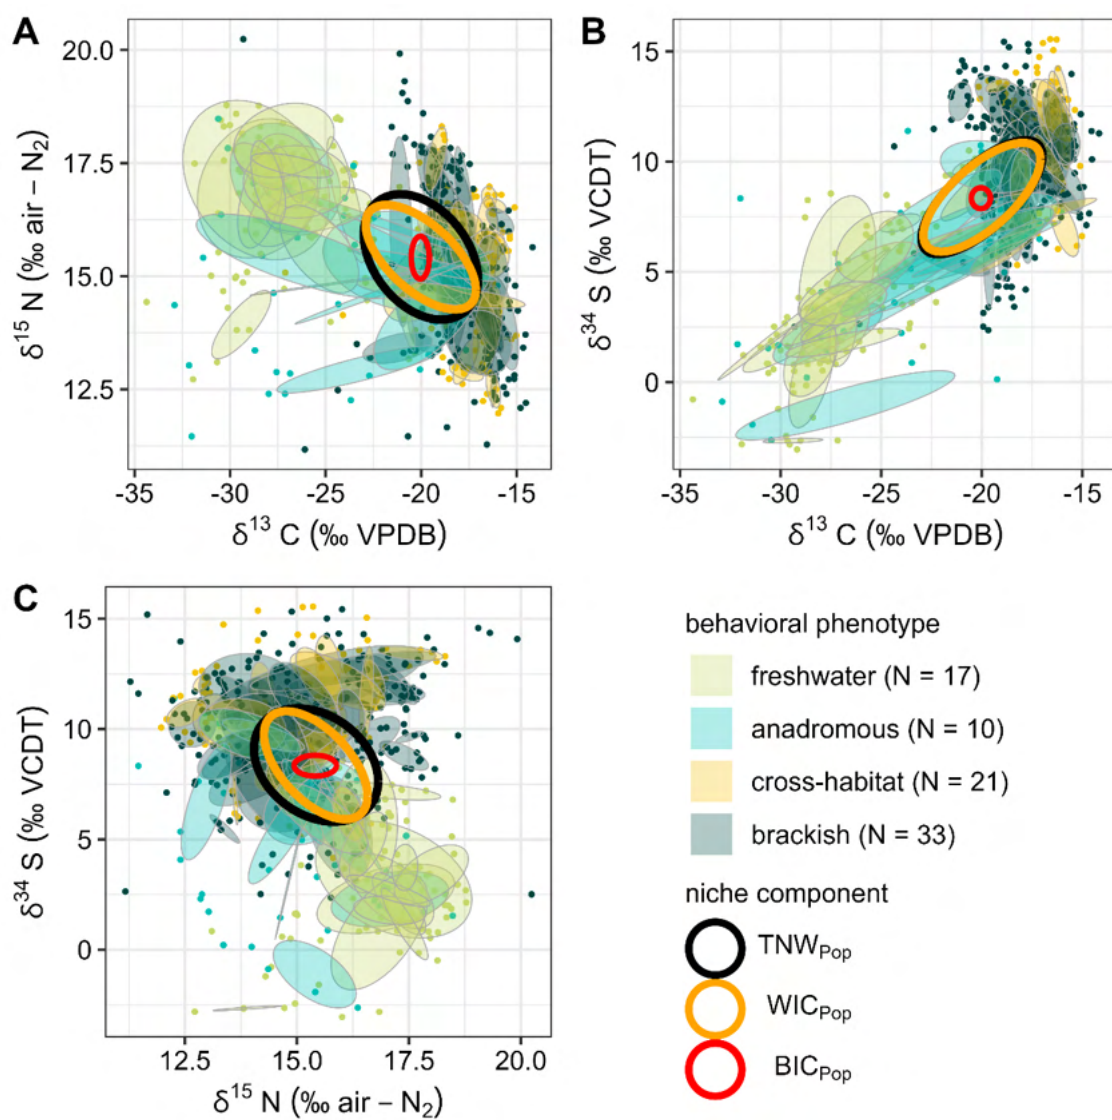 A
20.0
17.5
15.0
12.5
δ15 N (‰ air – N2)
-35 -30 -25 -20 -15
δ13 C (‰ VPDB)
B
15
10
5
0
δ34 S (‰ VCDT)
-35 -30 -25 -20 -15
δ13 C (‰ VPDB)
C
15
10
5
0
δ34 S (‰ VCDT)
12.5 15.0 17.5 20.0
δ15 N (‰ air – N2)
behavioral phenotype
freshwater (N = 17)
anadromous (N = 10)
cross-habitat (N = 21)
brackish (N = 33)
niche component
TNWPop
WICPop
BICPop